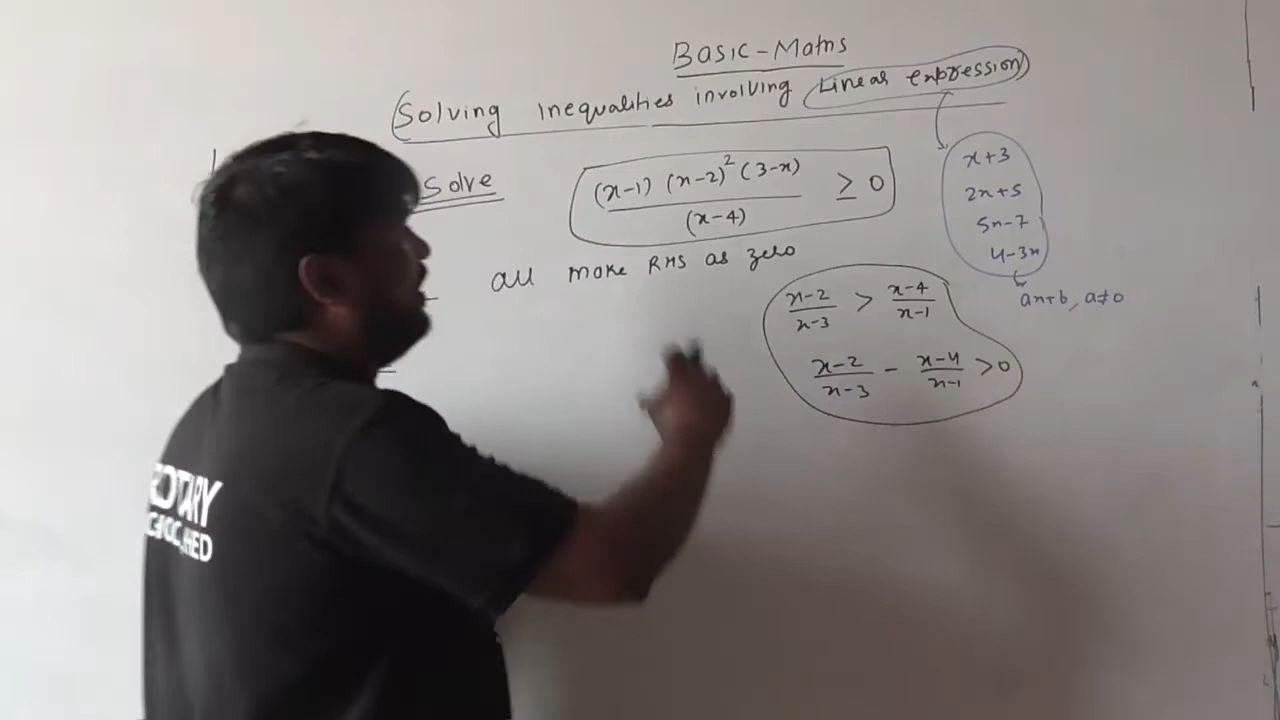 BASIC-Maths
Solving inequalities involving Linear expression
Solve
(x-1) (x-2)² (3-x) / (x-4) ≥ 0
x+3
2x+5
5x-7
4-3x
ax+b, a≠0
all make RHS as zero
x-2 / x-3 > x-4 / x-1
x-2 / x-3 - x-4 / x-1 > 0